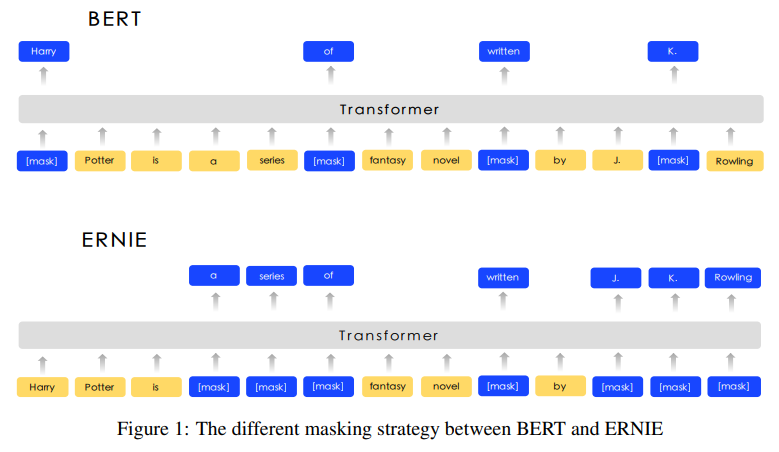 BERT
Harry of written K.
Transformer
[mask] Potter is a series [mask] fantasy novel [mask] by J. [mask] Rowling
ERNIE
a series of written J. K. Rowling
Transformer
Harry Potter is [mask] [mask] [mask] fantasy novel [mask] by [mask] [mask] [mask]
Figure 1: The different masking strategy between BERT and ERNIE